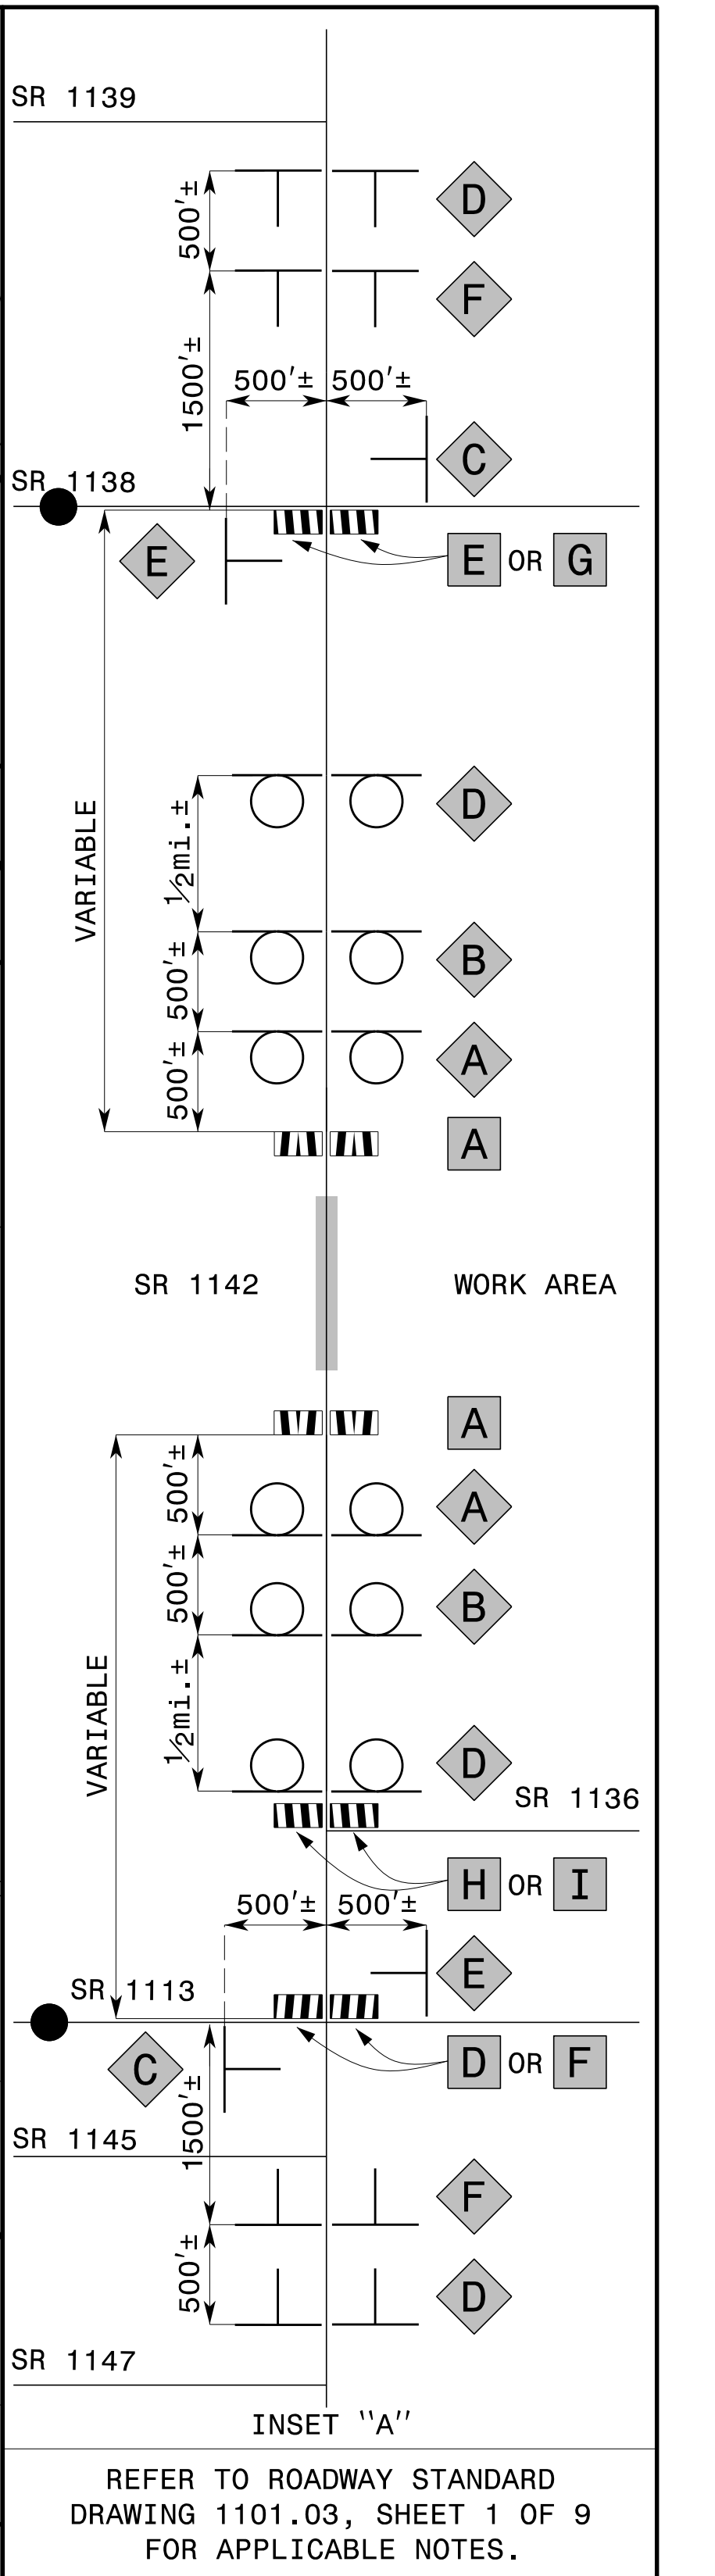 SR 1139
500'±
D
F
1500'±
500'± 500'±
C
SR 1138
E
E OR G
VARIABLE
1/2mi.±
D
500'±
B
500'±
A
A
SR 1142
WORK AREA
A
500'±
A
500'±
B
VARIABLE
1/2mi.±
D
SR 1136
H OR I
500'± 500'±
E
SR 1113
D OR F
C
1500'±
SR 1145
F
500'±
D
SR 1147
INSET "A"
REFER TO ROADWAY STANDARD
DRAWING 1101.03, SHEET 1 OF 9
FOR APPLICABLE NOTES.